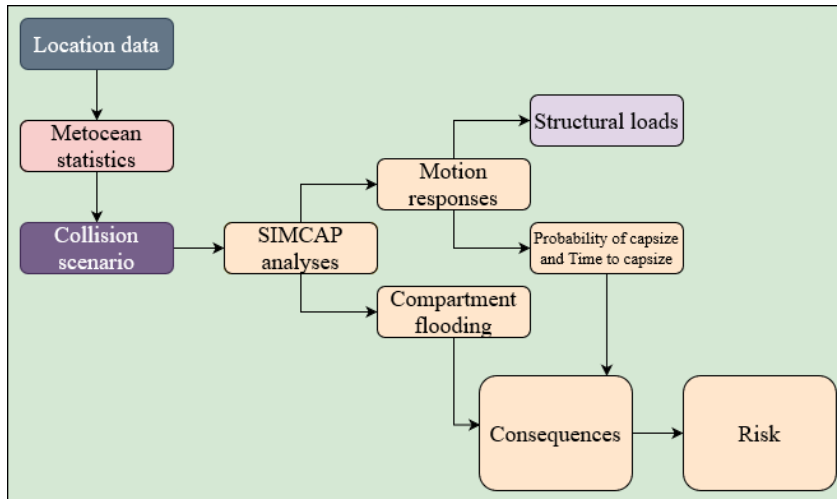 Location data
Metocean
statistics
Collision
scenario
SIMCAP
analyses
Motion
responses
Structural loads
Probability of capsize
and Time to capsize
Compartment
flooding
Consequences
Risk